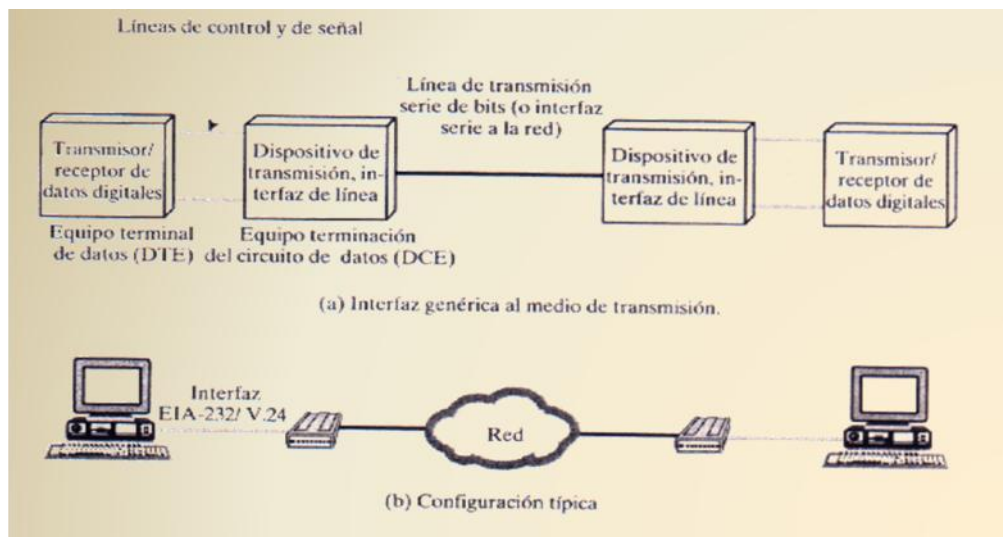 Líneas de control y de señal
Línea de transmisión
serie de bits (o interfaz
serie a la red)
Transmisor/
receptor de
datos digitales
Dispositivo de
transmisión, in-
terfaz de línea
Dispositivo de
transmisión, in-
terfaz de línea
Transmisor/
receptor de
datos digitales
Equipo terminal
de datos (DTE)
Equipo terminación
del circuito de datos (DCE)
(a) Interfaz genérica al medio de transmisión.
Interfaz
EIA-232/ V.24
Red
(b) Configuración típica